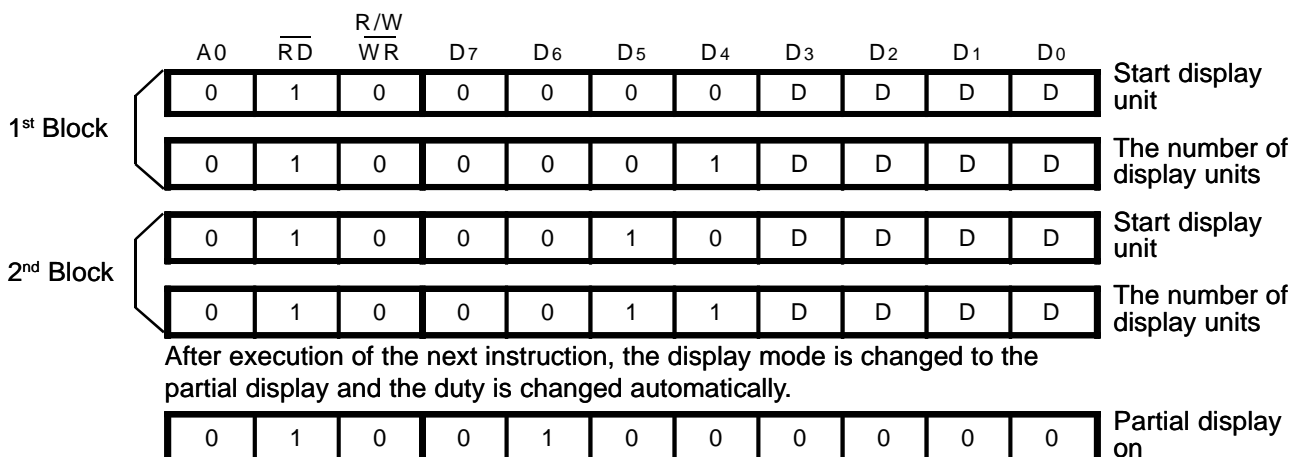 R/W
A0 RD WR D7 D6 D5 D4 D3 D2 D1 D0
1st Block
0 1 0 0 0 0 0 D D D D Start display unit
0 1 0 0 0 0 1 D D D D The number of display units
2nd Block
0 1 0 0 0 1 0 D D D D Start display unit
0 1 0 0 0 1 1 D D D D The number of display units
After execution of the next instruction, the display mode is changed to the
partial display and the duty is changed automatically.
0 1 0 0 1 0 0 0 0 0 0 Partial display on